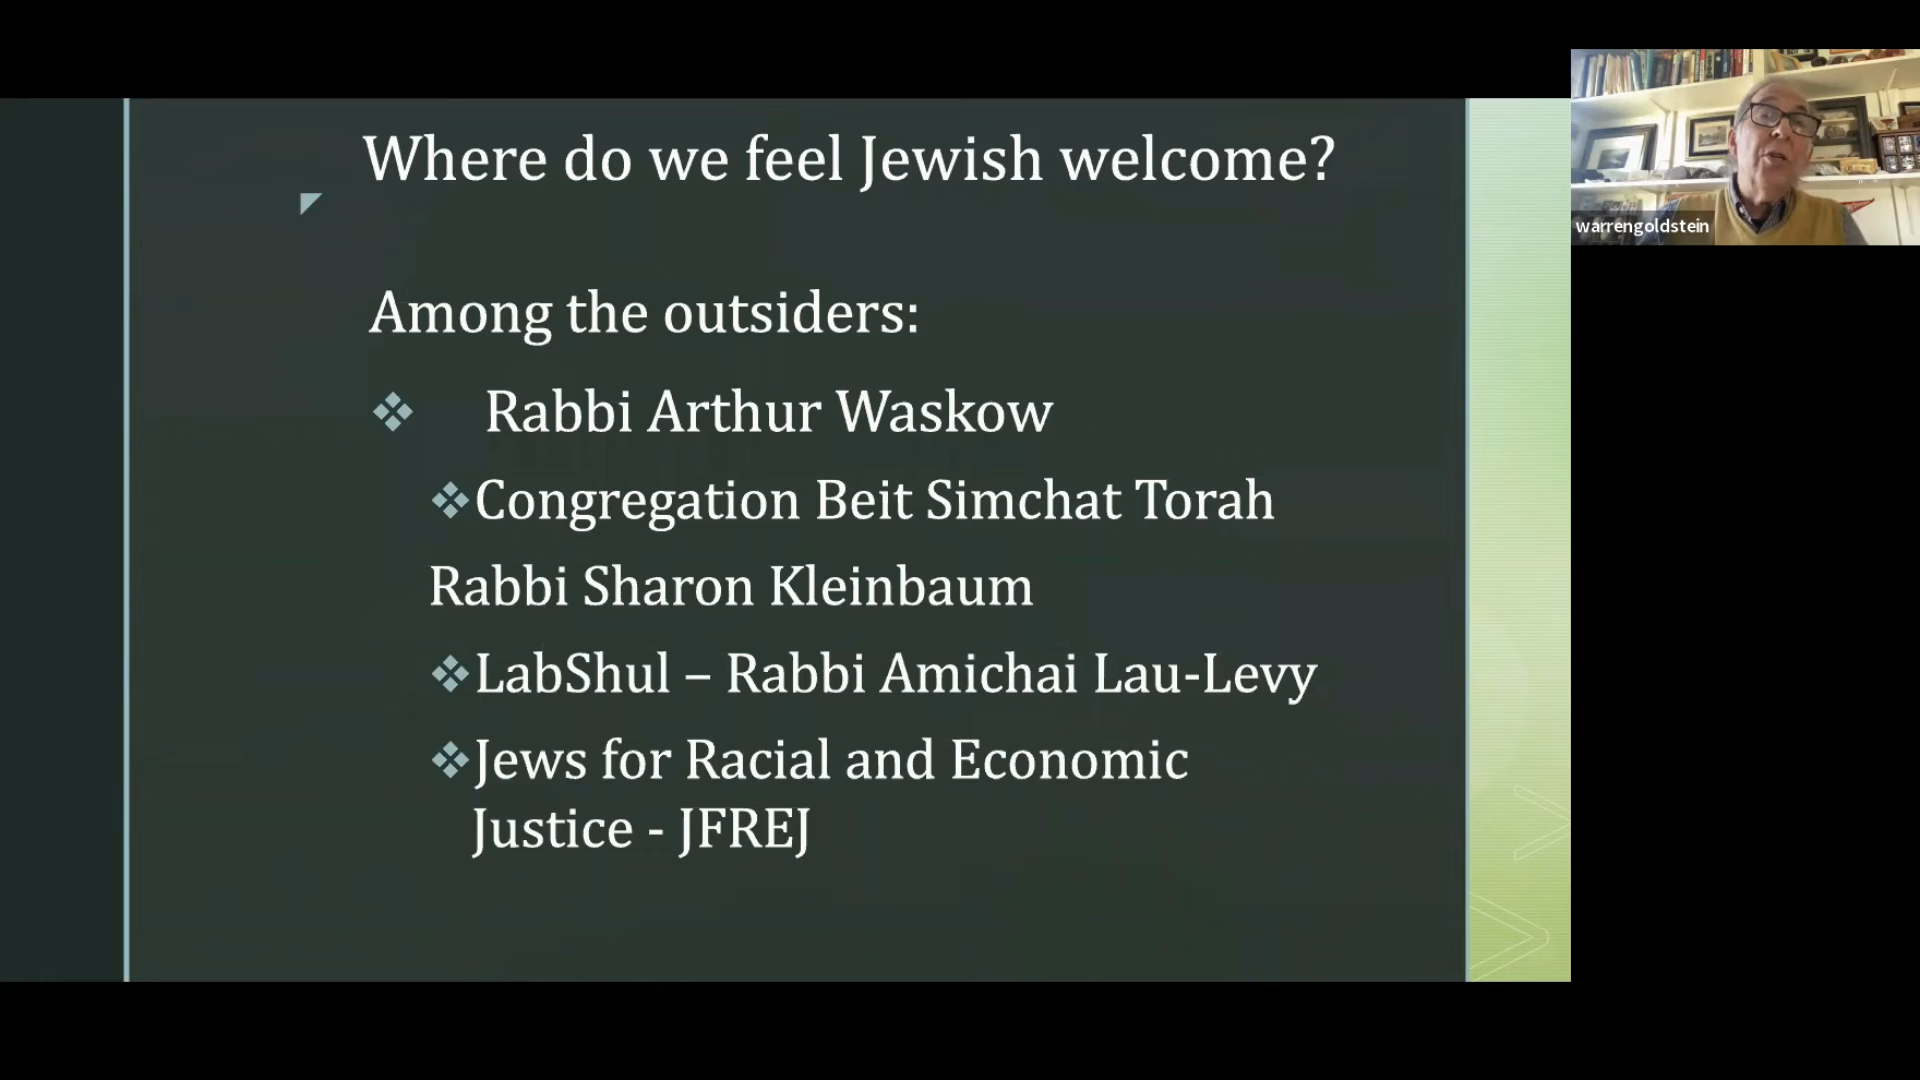 Where do we feel Jewish welcome?
Among the outsiders:
Rabbi Arthur Waskow
Congregation Beit Simchat Torah
Rabbi Sharon Kleinbaum
LabShul – Rabbi Amichai Lau-Levy
Jews for Racial and Economic
Justice - JFREJ
warrengoldstein